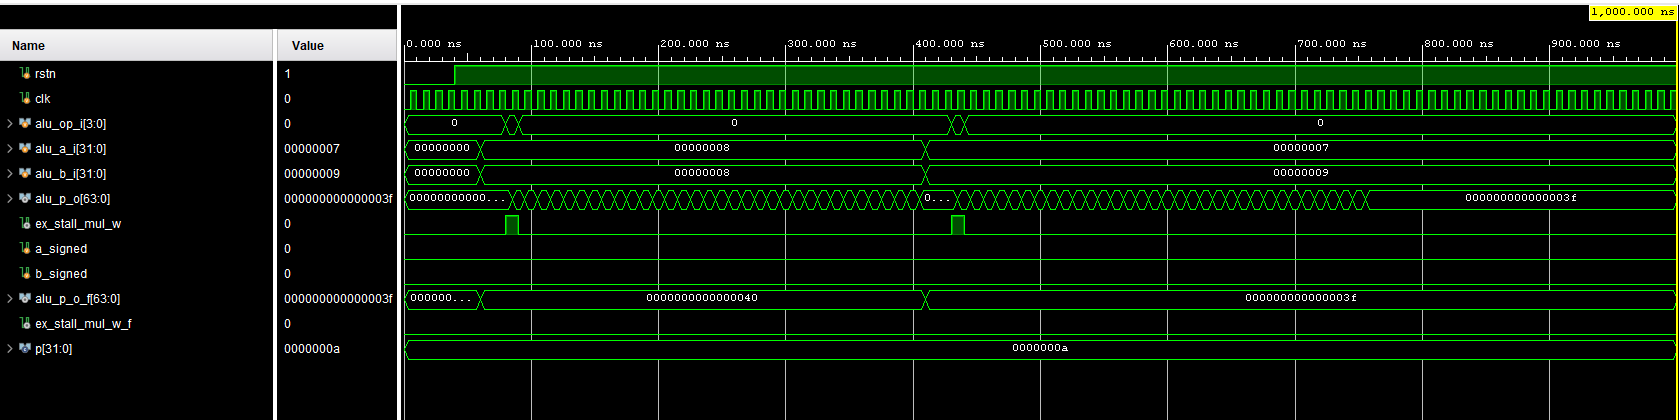 1,000.000 ns
Name Value 0.000 ns 100.000 ns 200.000 ns 300.000 ns 400.000 ns 500.000 ns 600.000 ns 700.000 ns 800.000 ns 900.000 ns
rstn 1
clk 0
alu_op_i[3:0] 0 0 0 0
alu_a_i[31:0] 00000007 00000000 00000008 00000007
alu_b_i[31:0] 00000009 00000000 00000008 00000009
alu_p_o[63:0] 000000000000003f 00000000000... 0... 000000000000003f
ex_stall_mul_w 0
a_signed 0
b_signed 0
alu_p_o_f[63:0] 000000000000003f 000000... 0000000000000040 000000000000003f
ex_stall_mul_w_f 0
p[31:0] 0000000a 0000000a